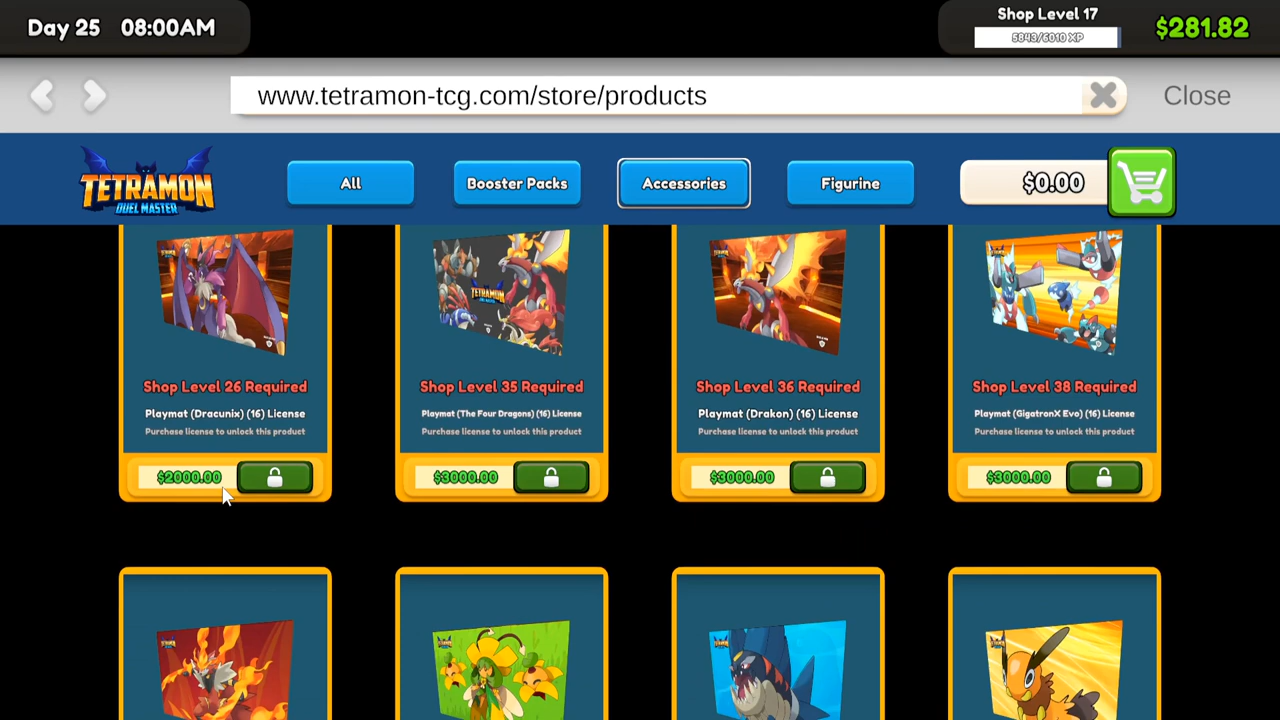 Day 25 08:00AM
Shop Level 17
5843/6010 XP
$281.82
www.tetramon-tcg.com/store/products
Close
TETRAMON
DUEL MASTER
All
Booster Packs
Accessories
Figurine
$0.00
TETRAMON
Shop Level 26 Required
Shop Level 35 Required
Shop Level 36 Required
Shop Level 38 Required
Playmat (Dracunix) (16) License
Playmat (The Four Dragons) (16) License
Playmat (Drakon) (16) License
Playmat (GigatronX Evo) (16) License
Purchase license to unlock this product
Purchase license to unlock this product
Purchase license to unlock this product
Purchase license to unlock this product
$2000.00
$3000.00
$3000.00
$3000.00